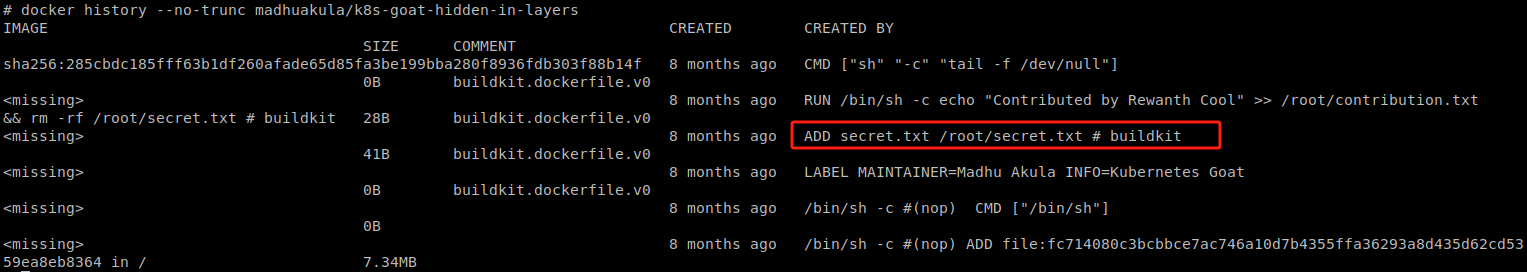 # docker history --no-trunc madhuakula/k8s-goat-hidden-in-layers
IMAGE CREATED CREATED BY
SIZE COMMENT
sha256:285cbdc185fff63b1df260afade65d85fa3be199bba280f8936fdb303f88b14f 8 months ago CMD ["sh" "-c" "tail -f /dev/null"]
0B buildkit.dockerfile.v0
<missing> 8 months ago RUN /bin/sh -c echo "Contributed by Rewanth Cool" >> /root/contribution.txt
&& rm -rf /root/secret.txt # buildkit 28B buildkit.dockerfile.v0
<missing> 8 months ago ADD secret.txt /root/secret.txt # buildkit
41B buildkit.dockerfile.v0
<missing> 8 months ago LABEL MAINTAINER=Madhu Akula INFO=Kubernetes Goat
0B buildkit.dockerfile.v0
<missing> 8 months ago /bin/sh -c #(nop)  CMD ["/bin/sh"]
0B
<missing> 8 months ago /bin/sh -c #(nop) ADD file:fc714080c3bcbbce7ac746a10d7b4355ffa36293a8d435d62cd53
59ea8eb8364 in / 7.34MB